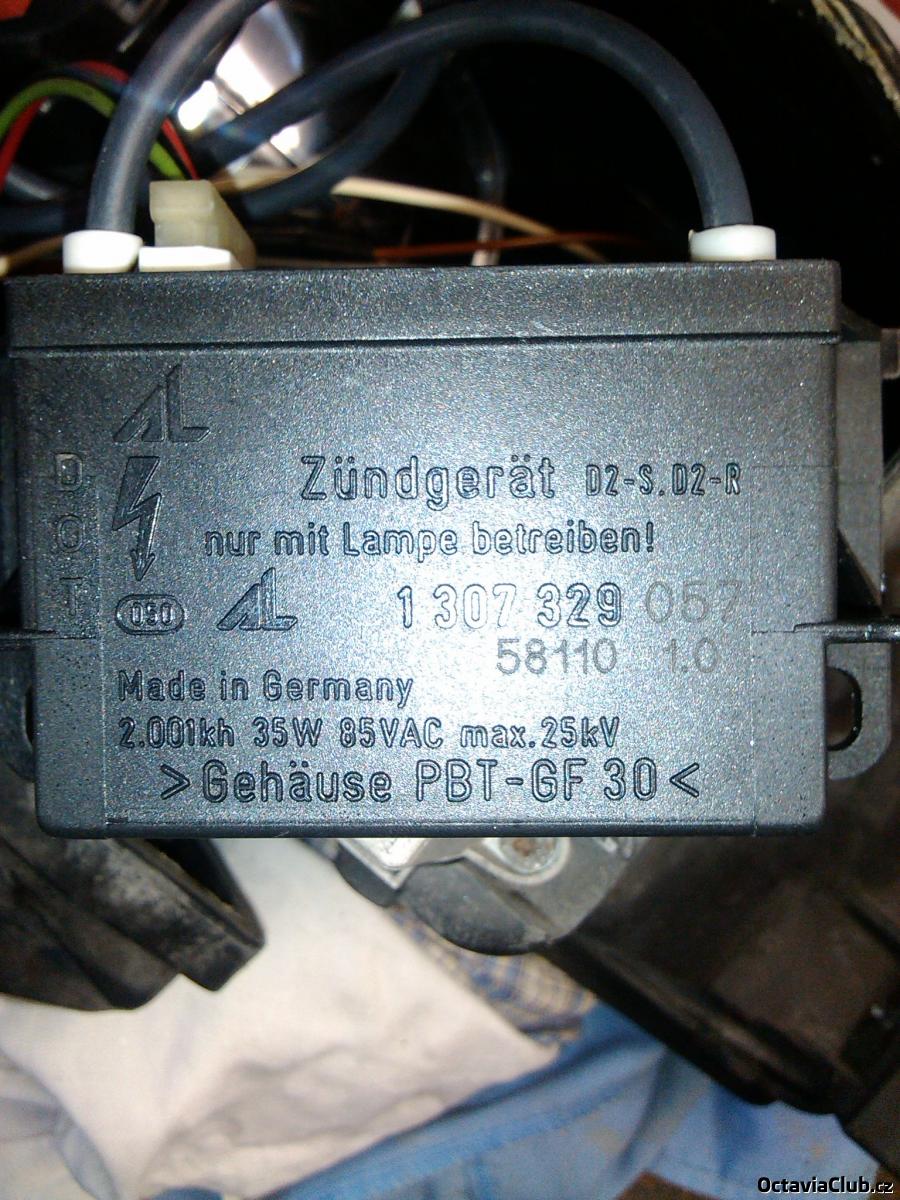 AL
DOT
Zündgerät D2-S.D2-R
nur mit Lampe betreiben!
AL 1 307 329 057
58110 1.0
Made in Germany
2.001kh 35W 85VAC max.25kV
>Gehäuse PBT-GF 30<
OctaviaClub.cz